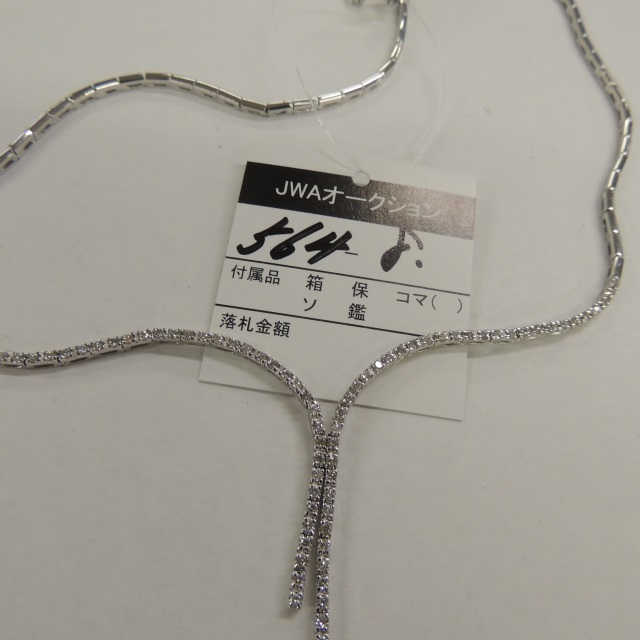 JWAオークション
564- 8.
付属品 箱 保 コマ( )
ソ 鑑
落札金額